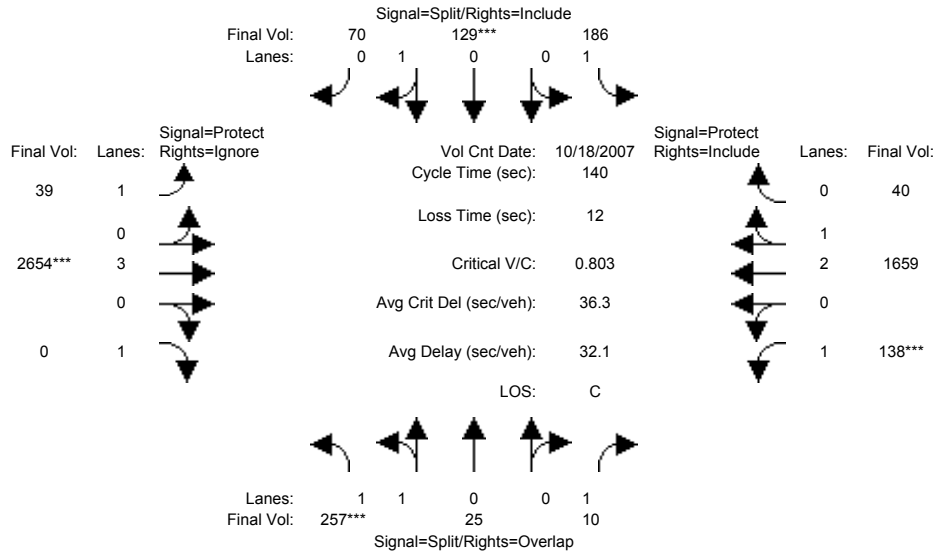 Signal=Split/Rights=Include
Final Vol: 70 129*** 186
Lanes: 0 1 0 0 1
Signal=Protect Signal=Protect
Final Vol: Lanes: Rights=Ignore Vol Cnt Date: 10/18/2007 Rights=Include Lanes: Final Vol:
Cycle Time (sec): 140
39 1 0 40
Loss Time (sec): 12
0 1
2654*** 3 Critical V/C: 0.803 2 1659
0 Avg Crit Del (sec/veh): 36.3 0
0 1 Avg Delay (sec/veh): 32.1 1 138***
LOS: C
Lanes: 1 1 0 0 1
Final Vol: 257*** 25 10
Signal=Split/Rights=Overlap